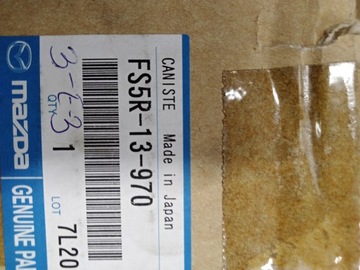 CANISTE Made in Japan
FS5R-13-970
3-t-3
QTY 1 LOT 7L20
mazda GENUINE PA